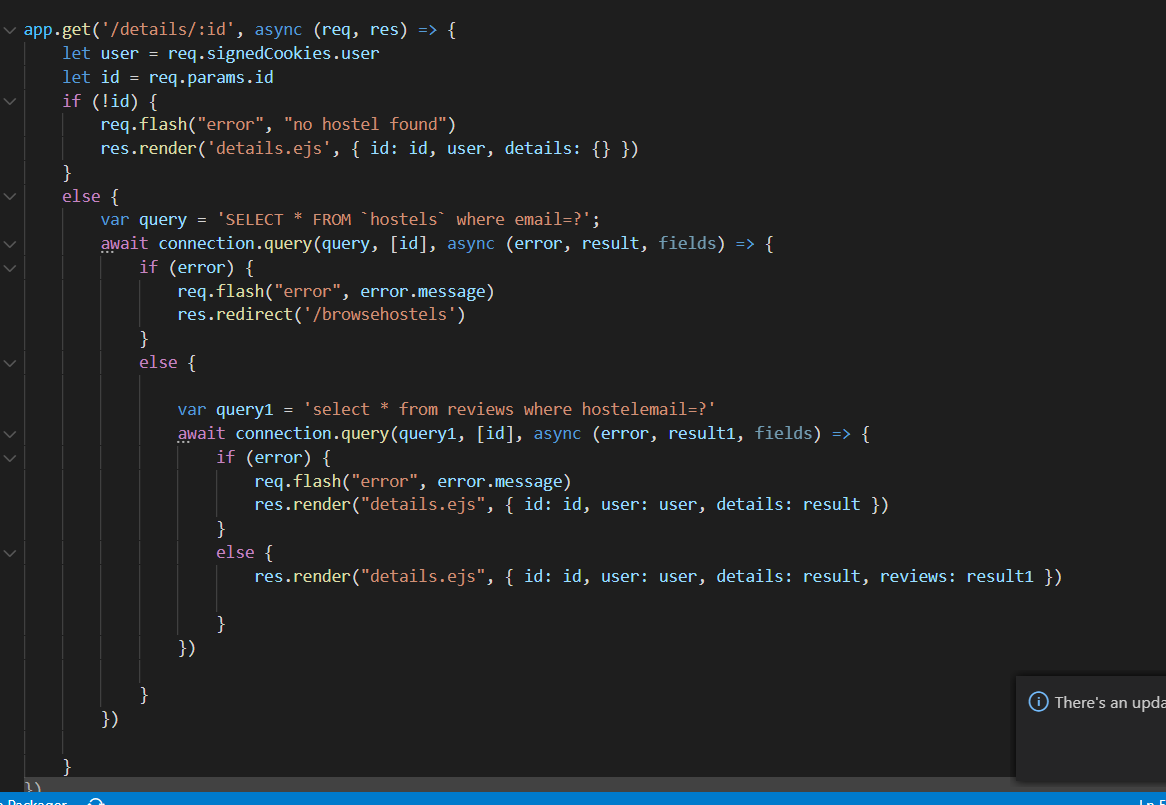 app.get('/details/:id', async (req, res) => {
    let user = req.signedCookies.user
    let id = req.params.id
    if (!id) {
        req.flash("error", "no hostel found")
        res.render('details.ejs', { id: id, user, details: {} })
    }
    else {
        var query = 'SELECT * FROM `hostels` where email=?';
        await connection.query(query, [id], async (error, result, fields) => {
            if (error) {
                req.flash("error", error.message)
                res.redirect('/browsehostels')
            }
            else {
                var query1 = 'select * from reviews where hostelemail=?'
                await connection.query(query1, [id], async (error, result1, fields) => {
                    if (error) {
                        req.flash("error", error.message)
                        res.render("details.ejs", { id: id, user: user, details: result })
                    }
                    else {
                        res.render("details.ejs", { id: id, user: user, details: result, reviews: result1 })
                    }
                })
            }
        })
    }
})
There's an upda
Packager